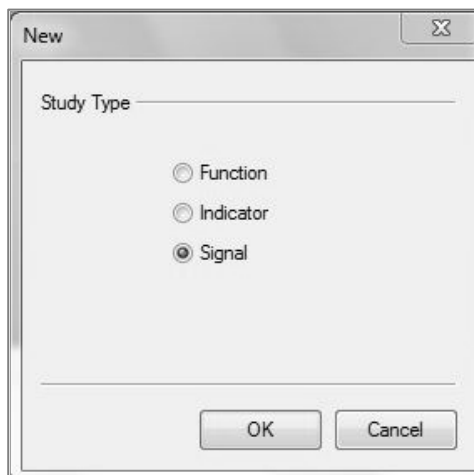 New
Study Type
Function
Indicator
Signal
OK
Cancel